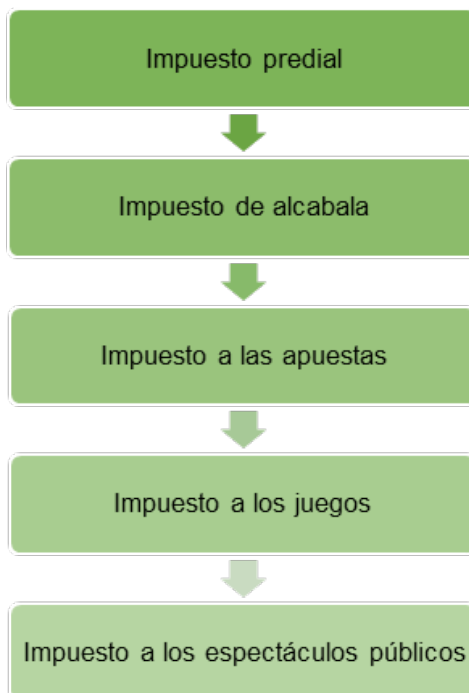 Impuesto predial
Impuesto de alcabala
Impuesto a las apuestas
Impuesto a los juegos
Impuesto a los espectáculos públicos